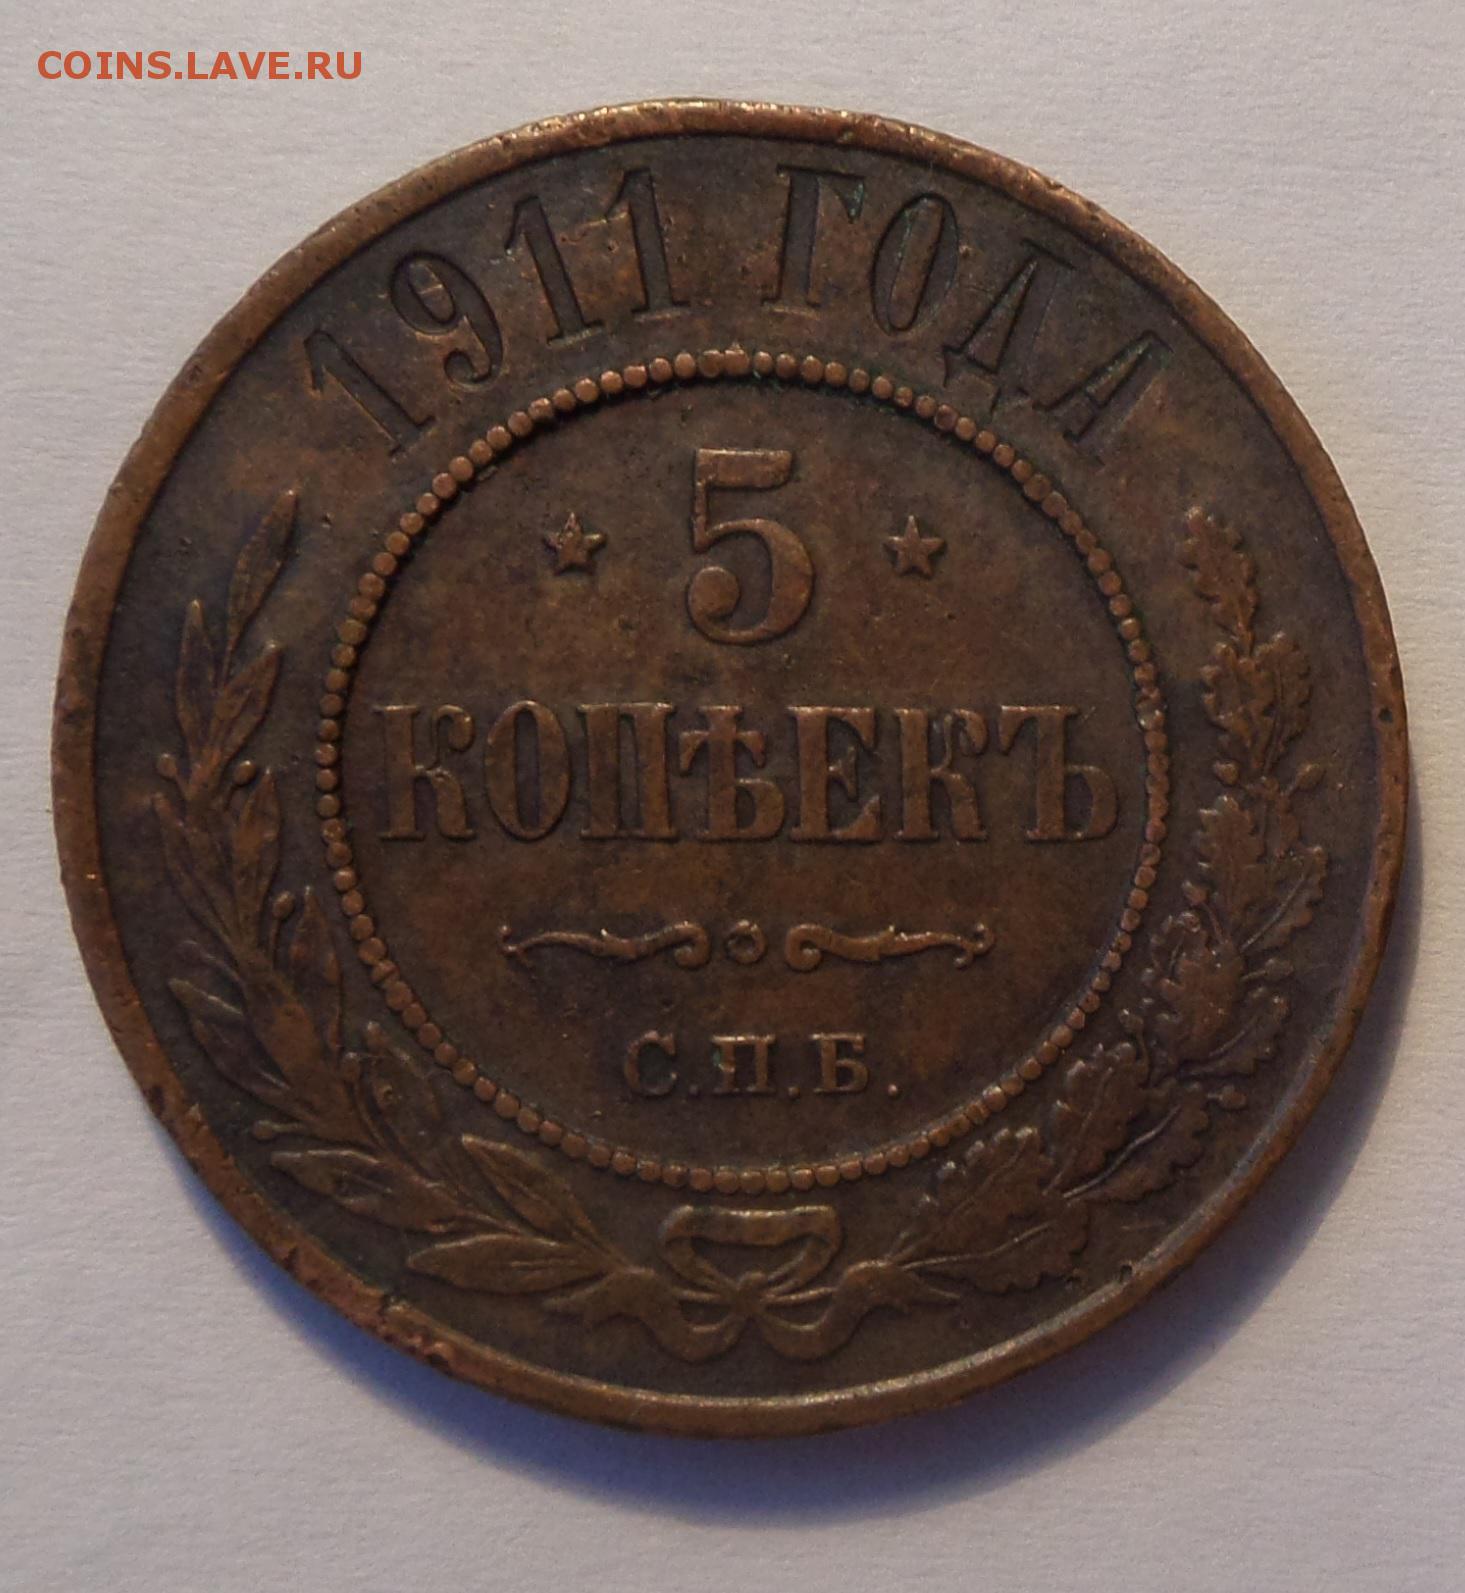 COINS.LAVE.RU
1911 ГОДА
5
КОПѢЕКЪ
С.П.Б.